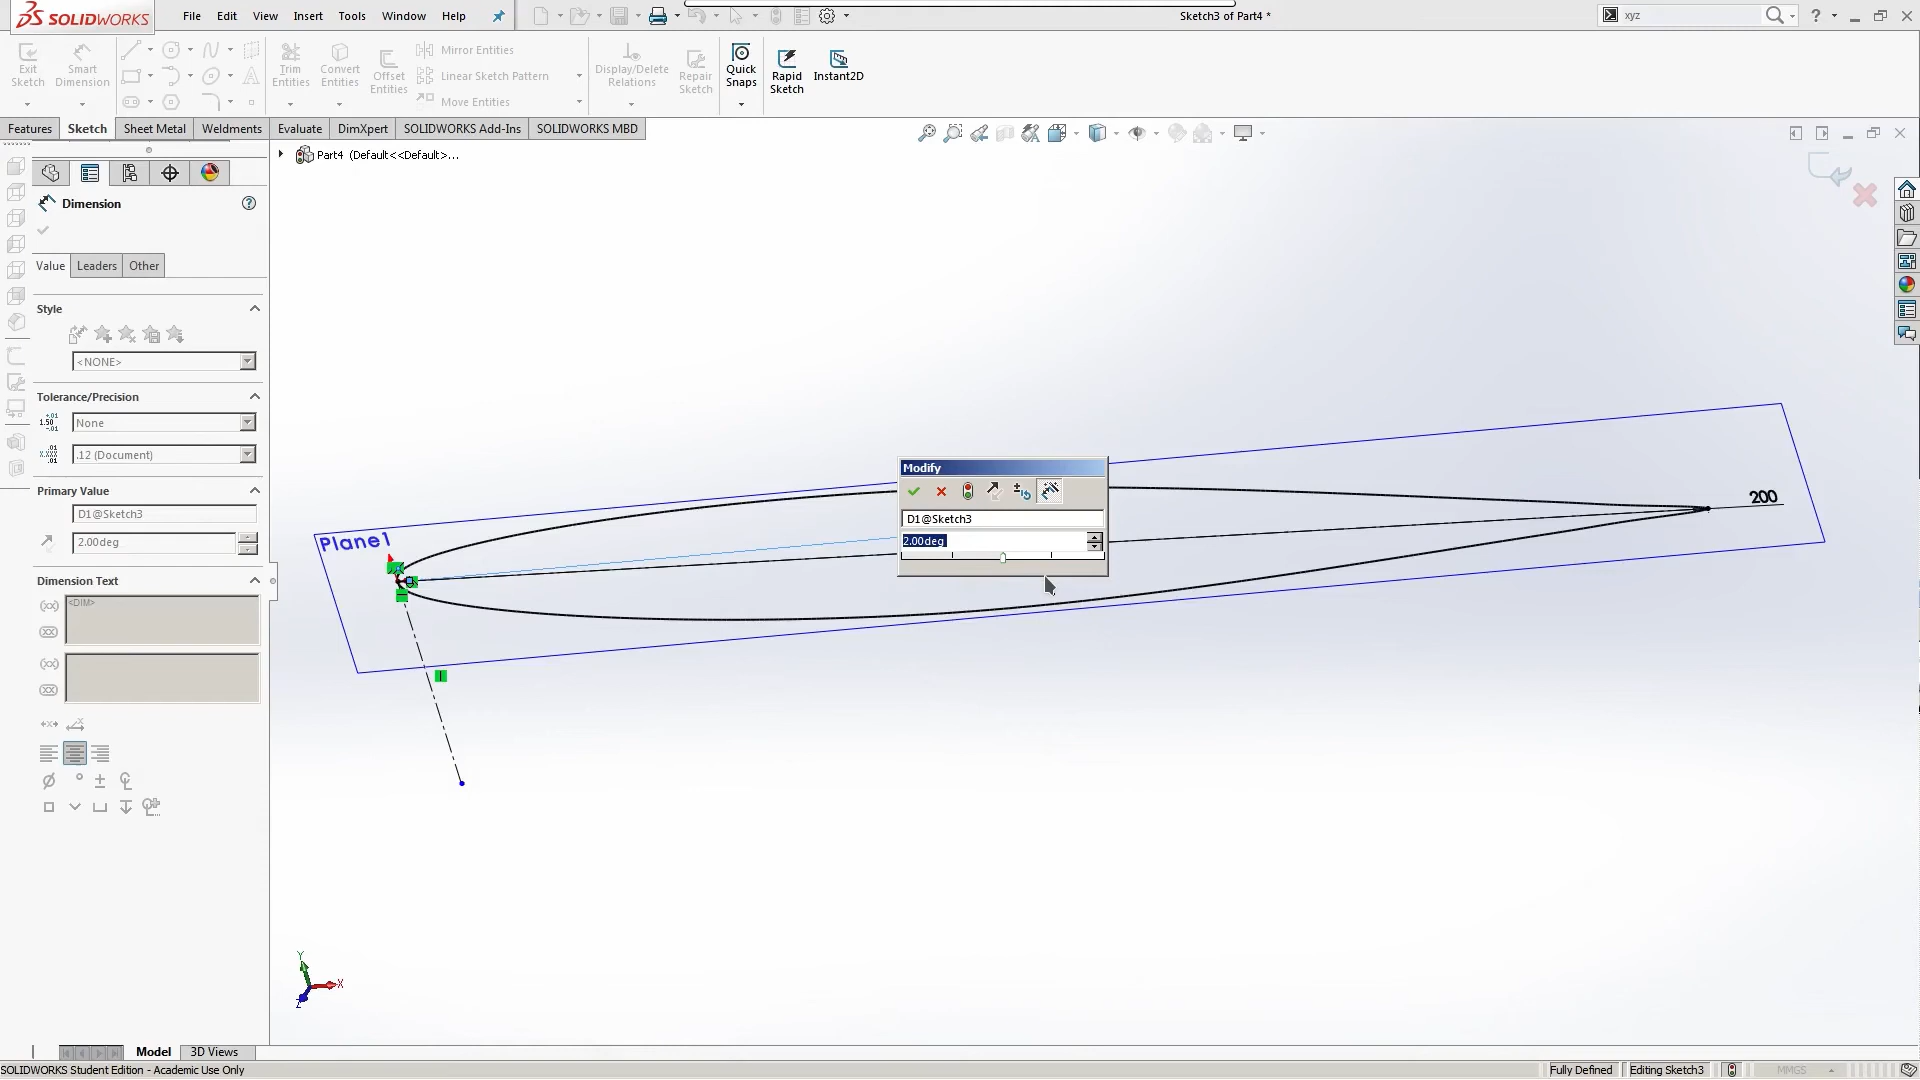 SOLIDWORKS
File Edit View Insert Tools Window Help
Sketch3 of Part4 *
xyz
Exit Sketch
Smart Dimension
Trim Entities
Convert Entities
Offset Entities
Mirror Entities
Linear Sketch Pattern
Move Entities
Display/Delete Relations
Repair Sketch
Quick Snaps
Rapid Sketch
Instant2D
Features Sketch Sheet Metal Weldments Evaluate DimXpert SOLIDWORKS Add-Ins SOLIDWORKS MBD
Part4 (Default<<Default>...
Dimension
Value Leaders Other
Style
<NONE>
Tolerance/Precision
None
.12 (Document)
Primary Value
D1@Sketch3
2.00deg
Dimension Text
<DIM>
Plane1
Modify
D1@Sketch3
2.00deg
200
Y
X
Z
Model 3D Views
SOLIDWORKS Student Edition - Academic Use Only
Fully Defined Editing Sketch3 MMGS